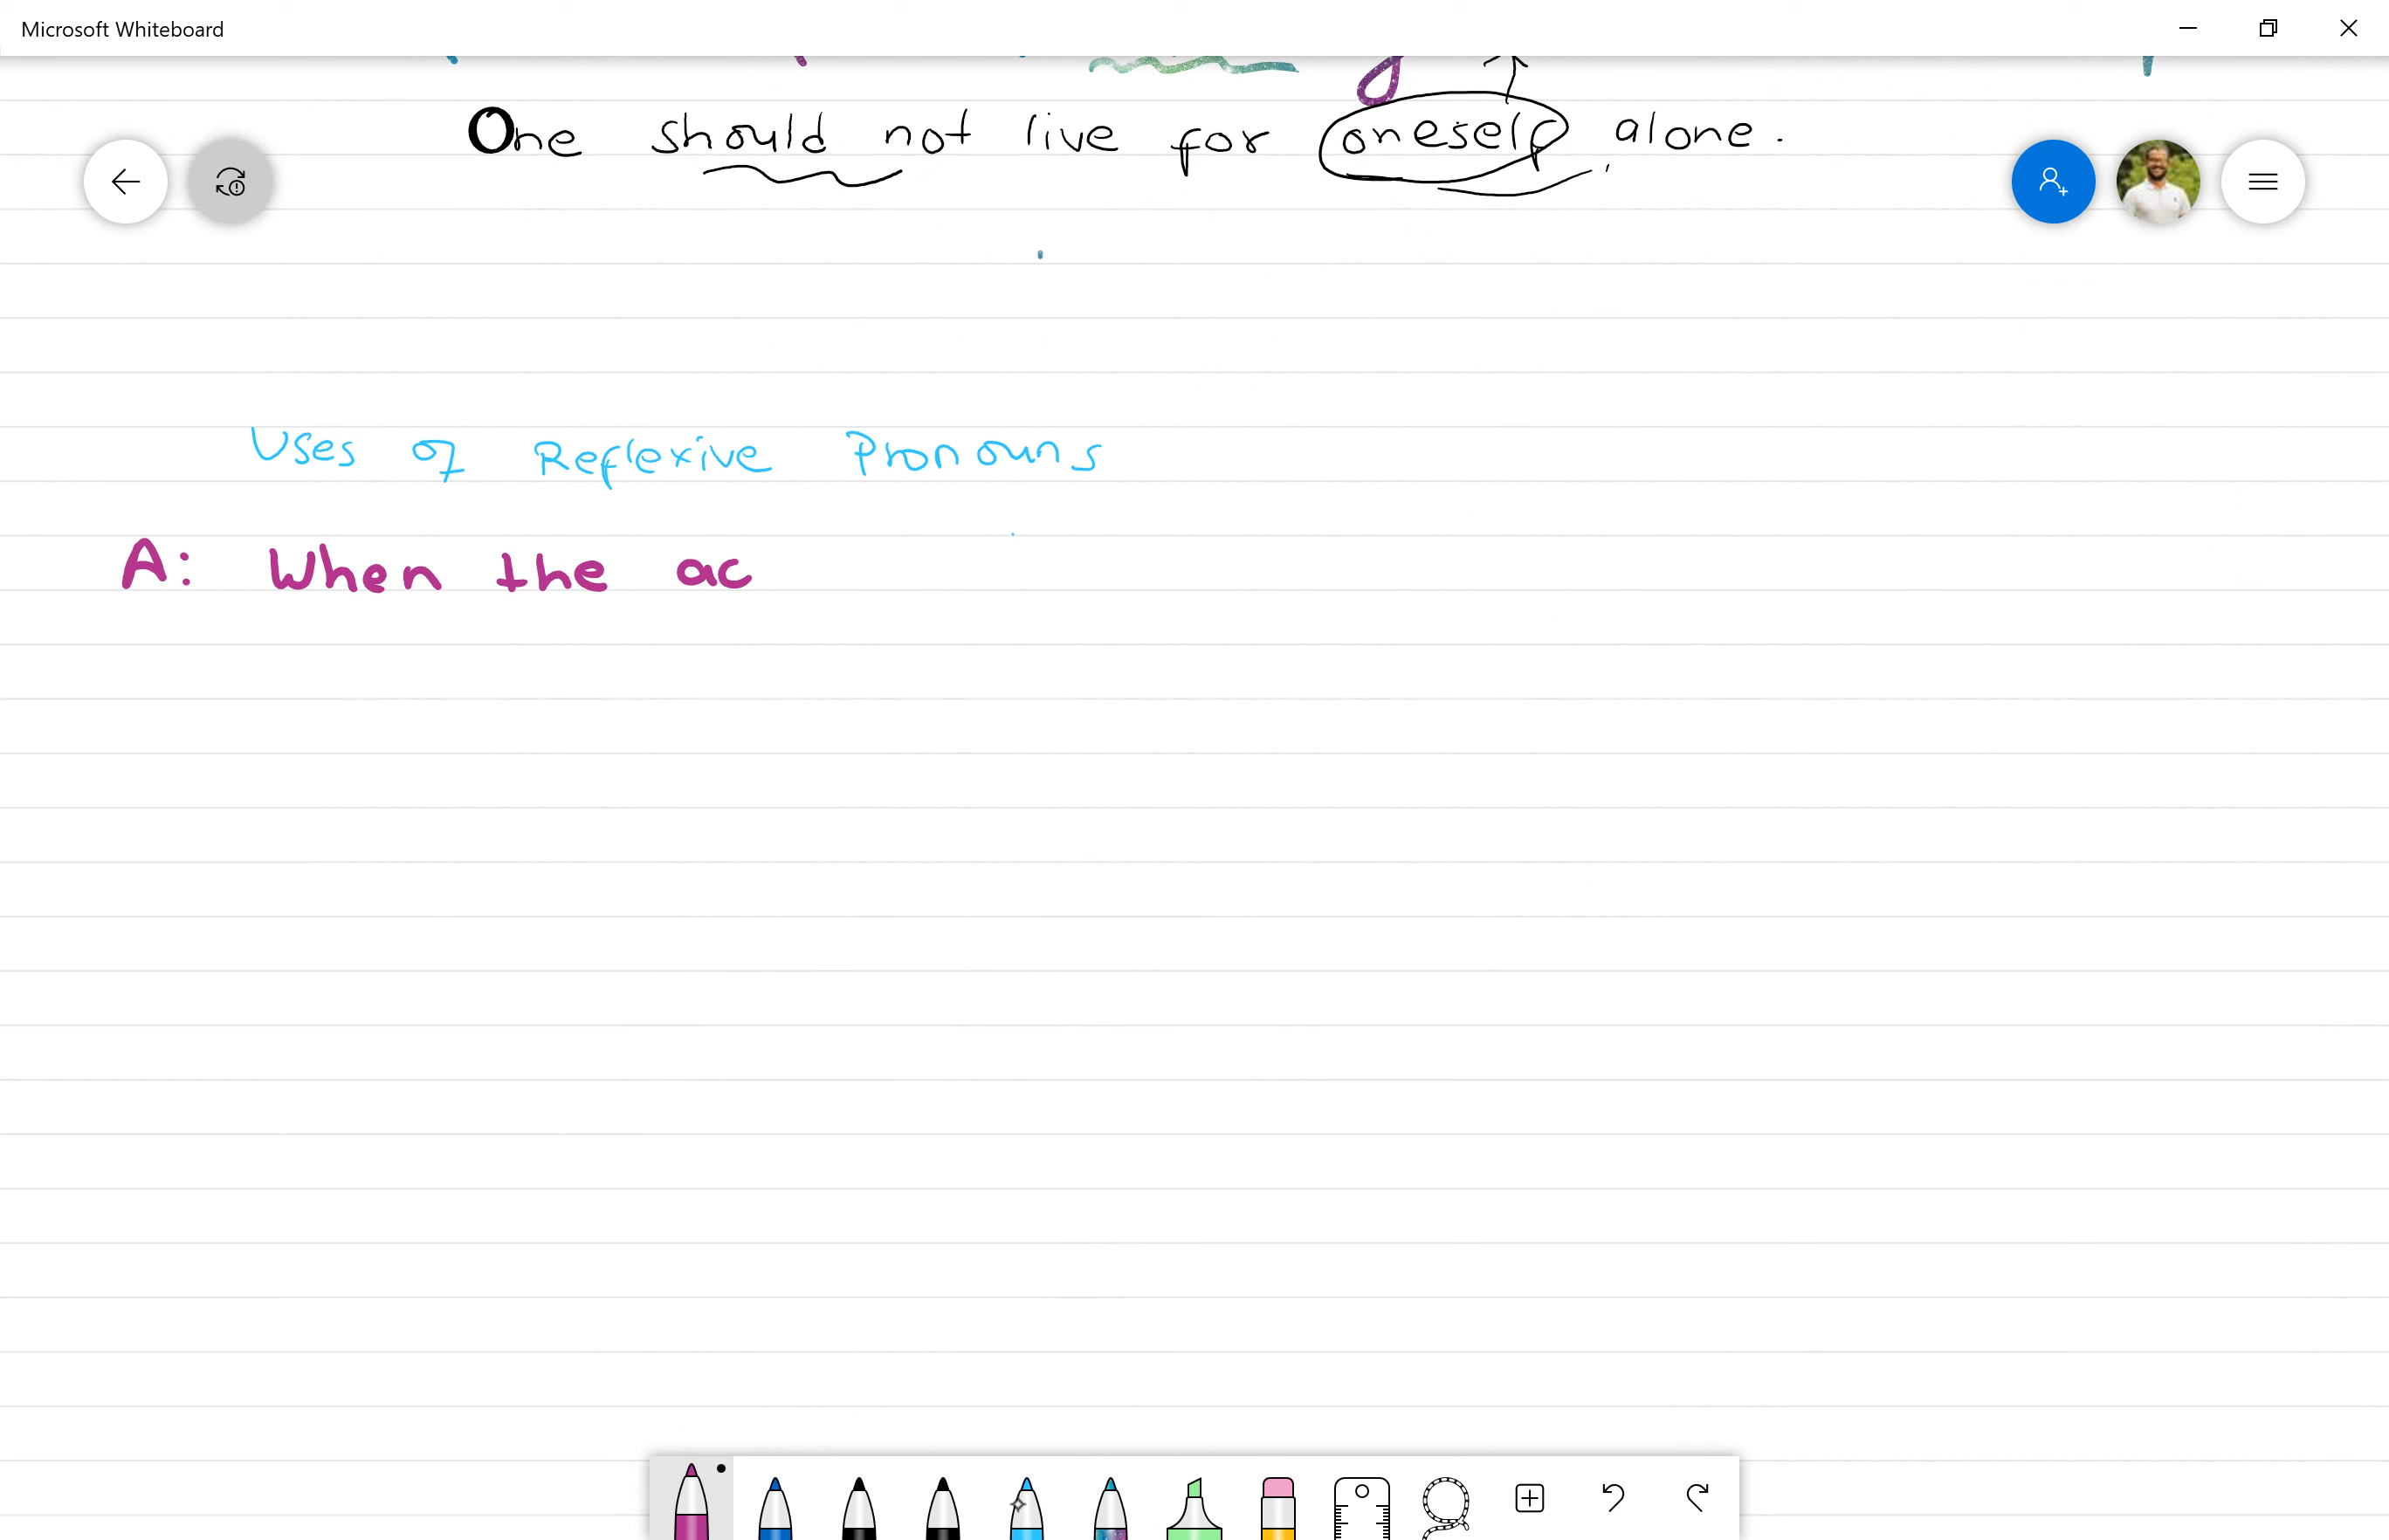 Microsoft Whiteboard
One should not live for oneself alone.
Uses of Reflexive Pronouns
A: When the ac